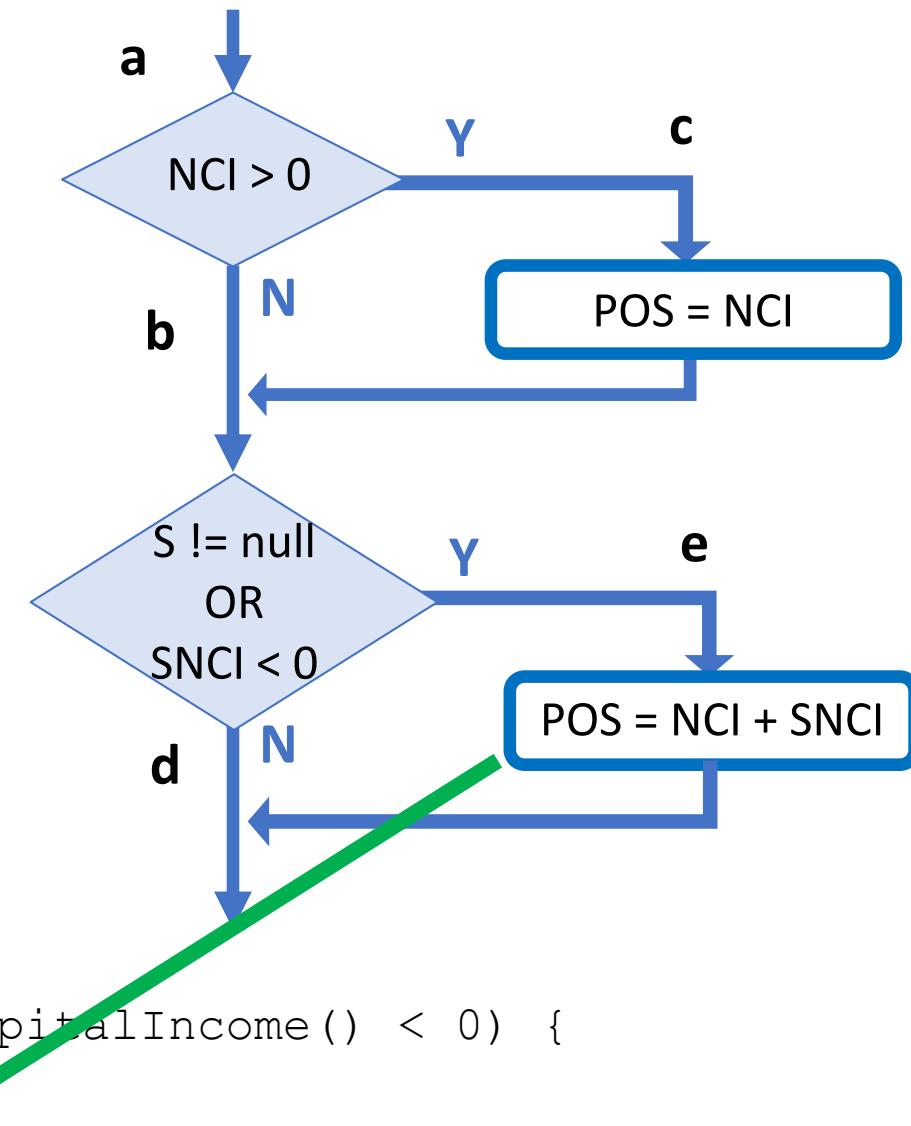 a
NCI > 0
Y
c
N
b
POS = NCI
S != null
OR
SNCI < 0
Y
e
POS = NCI + SNCI
N
d
pitalIncome() < 0) {